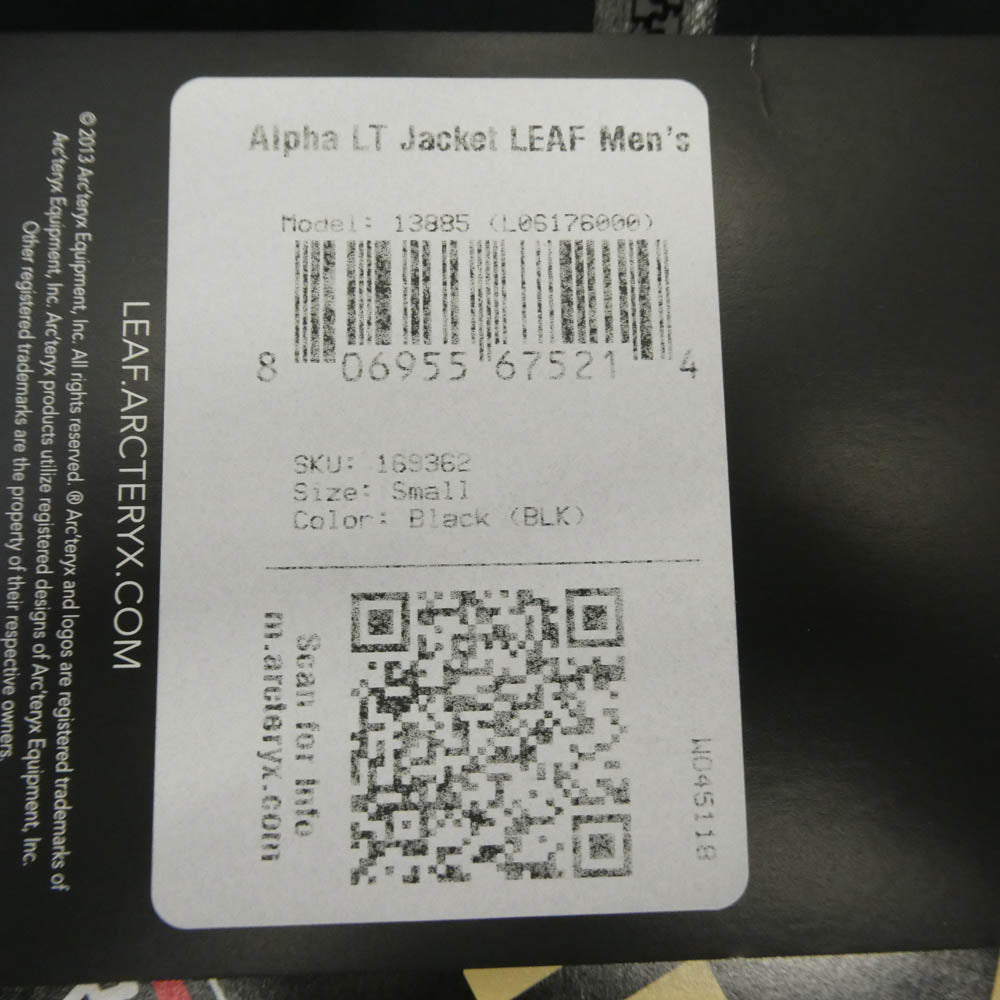 Alpha LT Jacket LEAF Men's
Model: 13885 (L06176000)
8 06955 67521 4
SKU: 169362
Size: Small
Color: Black (BLK)
Scan for Info
m.arcteryx.com
W045118
LEAF.ARCTERYX.COM
© 2013 Arc'teryx Equipment, Inc. All rights reserved. ® Arc'teryx and logos are registered trademarks of
Arc'teryx Equipment, Inc. Arc'teryx products utilize registered designs of Arc'teryx Equipment, Inc.
Other registered trademarks are the property of their respective owners.